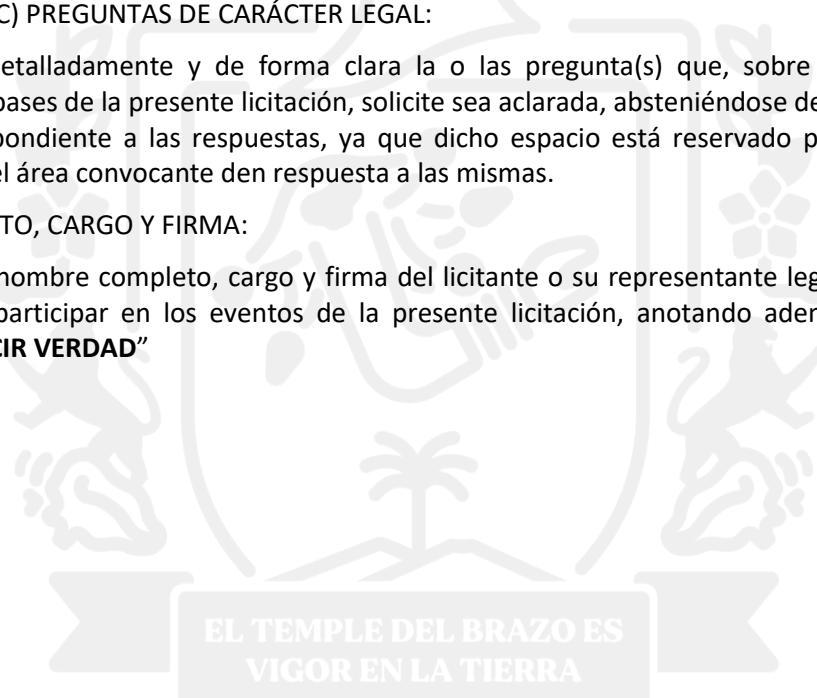 C) PREGUNTAS DE CARÁCTER LEGAL:
etalladamente y de forma clara la o las pregunta(s) que, sobre
bases de la presente licitación, solicite sea aclarada, absteniéndose de
pondiente a las respuestas, ya que dicho espacio está reservado p
el área convocante den respuesta a las mismas.
TO, CARGO Y FIRMA:
nombre completo, cargo y firma del licitante o su representante leg
participar en los eventos de la presente licitación, anotando ader
CIR VERDAD”
EL TEMPLE DEL BRAZO ES
VIGOR EN LA TIERRA